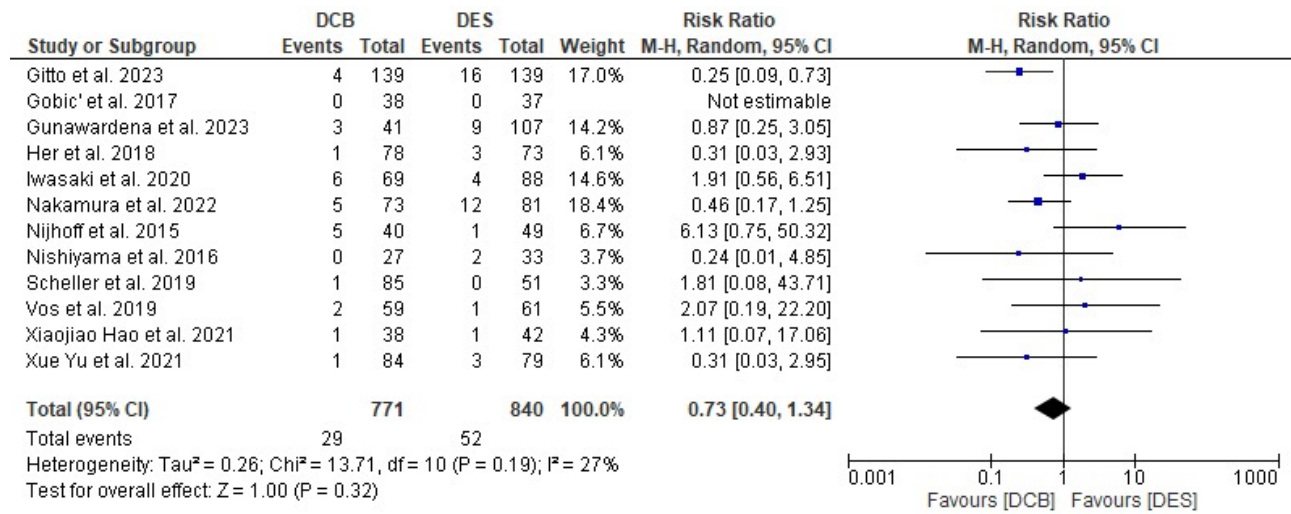 DCB DES Risk Ratio Risk Ratio
Study or Subgroup Events Total Events Total Weight M-H, Random, 95% CI M-H, Random, 95% CI
Gitto et al. 2023 4 139 16 139 17.0% 0.25 [0.09, 0.73]
Gobic' et al. 2017 0 38 0 37 Not estimable
Gunawardena et al. 2023 3 41 9 107 14.2% 0.87 [0.25, 3.05]
Her et al. 2018 1 78 3 73 6.1% 0.31 [0.03, 2.93]
Iwasaki et al. 2020 6 69 4 88 14.6% 1.91 [0.56, 6.51]
Nakamura et al. 2022 5 73 12 81 18.4% 0.46 [0.17, 1.25]
Nijhoff et al. 2015 5 40 1 49 6.7% 6.13 [0.75, 50.32]
Nishiyama et al. 2016 0 27 2 33 3.7% 0.24 [0.01, 4.85]
Scheller et al. 2019 1 85 0 51 3.3% 1.81 [0.08, 43.71]
Vos et al. 2019 2 59 1 61 5.5% 2.07 [0.19, 22.20]
Xiaojiao Hao et al. 2021 1 38 1 42 4.3% 1.11 [0.07, 17.06]
Xue Yu et al. 2021 1 84 3 79 6.1% 0.31 [0.03, 2.95]
Total (95% CI) 771 840 100.0% 0.73 [0.40, 1.34]
Total events 29 52
Heterogeneity: Tau² = 0.26; Chi² = 13.71, df = 10 (P = 0.19); I² = 27%
Test for overall effect: Z = 1.00 (P = 0.32)
0.001 0.1 1 10 1000
Favours [DCB] Favours [DES]